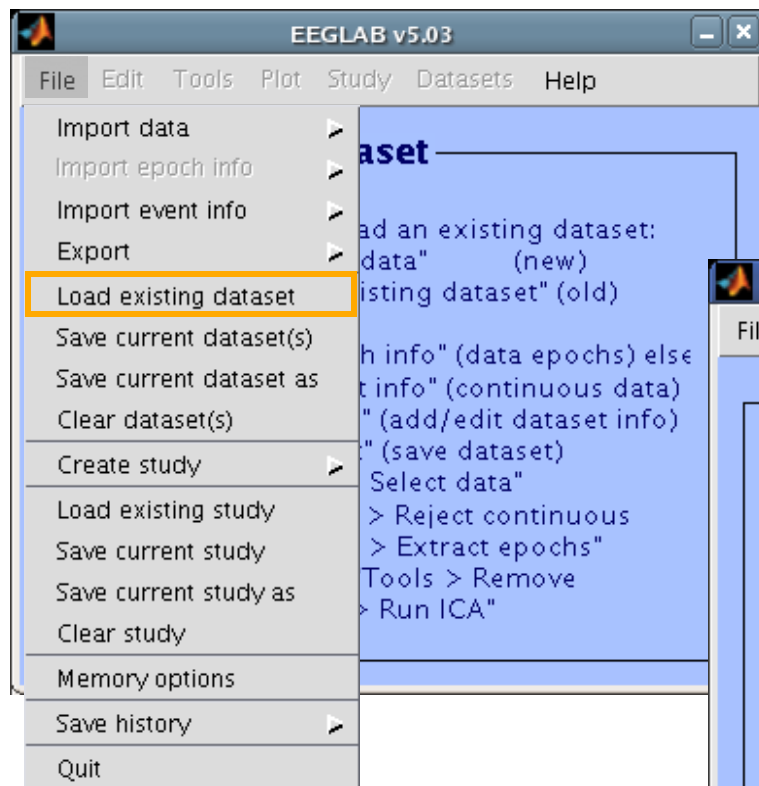 EEGLAB v5.03
File Edit Tools Plot Study Datasets Help
Import data
Import epoch info
Import event info
Export
Load existing dataset
Save current dataset(s)
Save current dataset as
Clear dataset(s)
Create study
Load existing study
Save current study
Save current study as
Clear study
Memory options
Save history
Quit
aset
ad an existing dataset:
data" (new)
isting dataset" (old)
h info" (data epochs) else
t info" (continuous data)
" (add/edit dataset info)
" (save dataset)
Select data"
> Reject continuous
> Extract epochs"
Tools > Remove
> Run ICA"
Fil